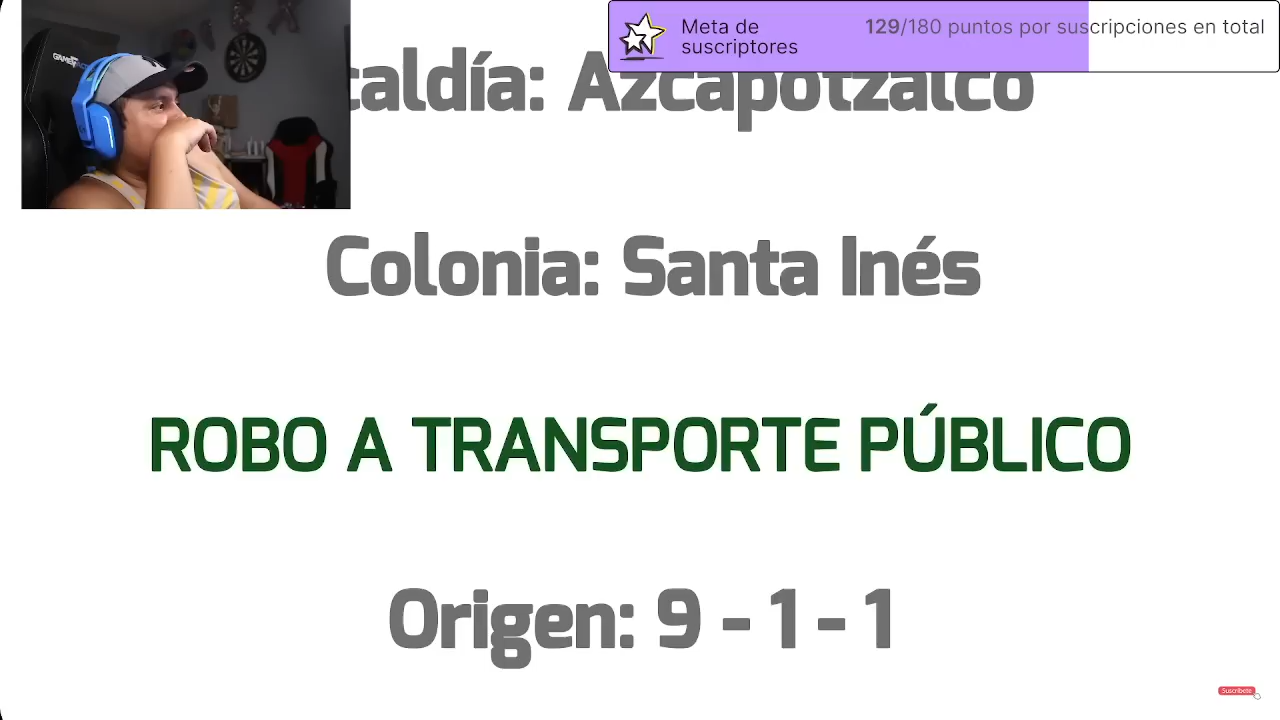 Meta de
suscriptores
129/180 puntos por suscripciones en total
caldía: Azcapotzalco
Colonia: Santa Inés
ROBO A TRANSPORTE PÚBLICO
Origen: 9 - 1 - 1
Suscríbete